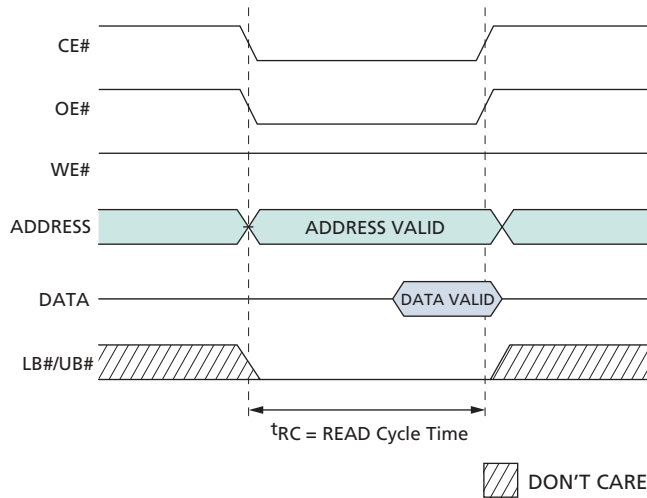 CE#
OE#
WE#
ADDRESS
ADDRESS VALID
DATA
DATA VALID
LB#/UB#
tRC = READ Cycle Time
DON'T CARE